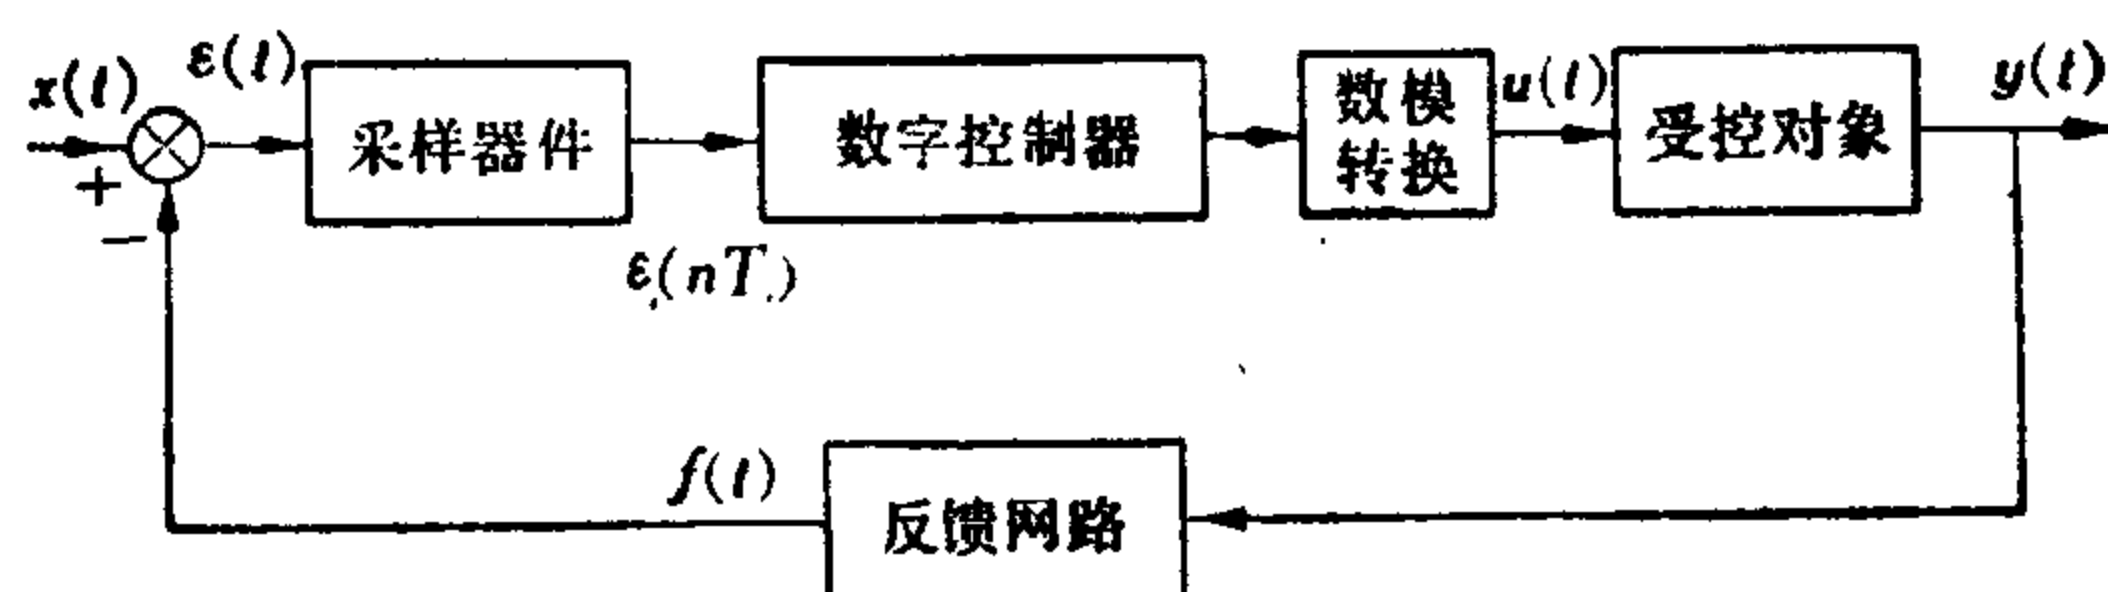 x(t)
ε(t)
+
−
采样器件
ε(nT)
数字控制器
数模
转换
u(t)
受控对象
y(t)
f(t)
反馈网路